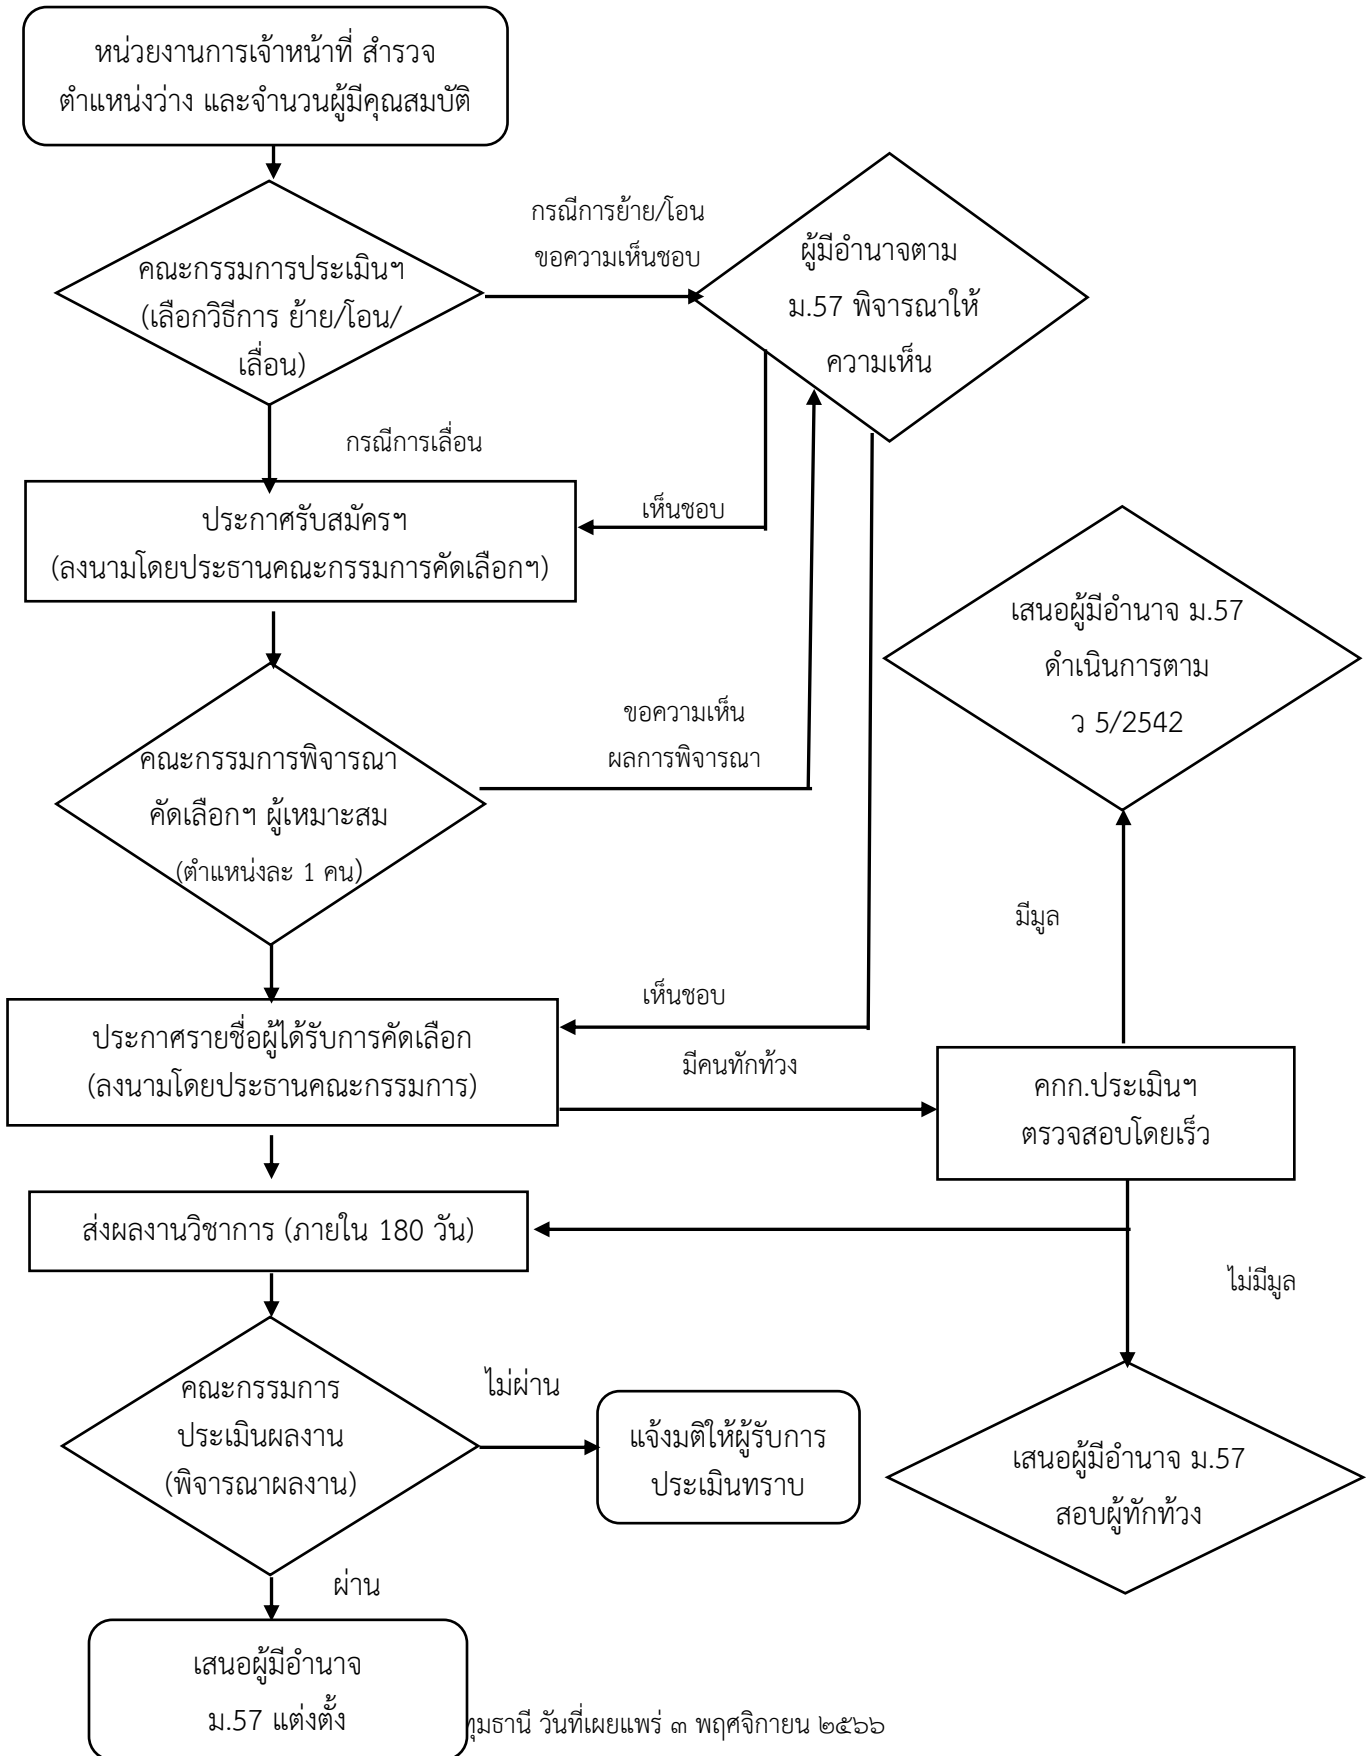 หน่วยงานการเจ้าหน้าที่ สำรวจ
ตำแหน่งว่าง และจำนวนผู้มีคุณสมบัติ
คณะกรรมการประเมินฯ
(เลือกวิธีการ ย้าย/โอน/
เลื่อน)
กรณีการย้าย/โอน
ขอความเห็นชอบ
ผู้มีอำนาจตาม
ม.57 พิจารณาให้
ความเห็น
กรณีการเลื่อน
เห็นชอบ
ประกาศรับสมัครฯ
(ลงนามโดยประธานคณะกรรมการคัดเลือกฯ)
เสนอผู้มีอำนาจ ม.57
ดำเนินการตาม
ว 5/2542
ขอความเห็น
ผลการพิจารณา
คณะกรรมการพิจารณา
คัดเลือกฯ ผู้เหมาะสม
(ตำแหน่งละ 1 คน)
มีมูล
เห็นชอบ
ประกาศรายชื่อผู้ได้รับการคัดเลือก
(ลงนามโดยประธานคณะกรรมการ)
มีคนทักท้วง
คกก.ประเมินฯ
ตรวจสอบโดยเร็ว
ส่งผลงานวิชาการ (ภายใน 180 วัน)
ไม่มีมูล
คณะกรรมการ
ประเมินผลงาน
(พิจารณาผลงาน)
ไม่ผ่าน
แจ้งมติให้ผู้รับการ
ประเมินทราบ
เสนอผู้มีอำนาจ ม.57
สอบผู้ทักท้วง
ผ่าน
เสนอผู้มีอำนาจ
ม.57 แต่งตั้ง
ทุมธานี วันที่เผยแพร่ ๓ พฤศจิกายน ๒๕๖๖